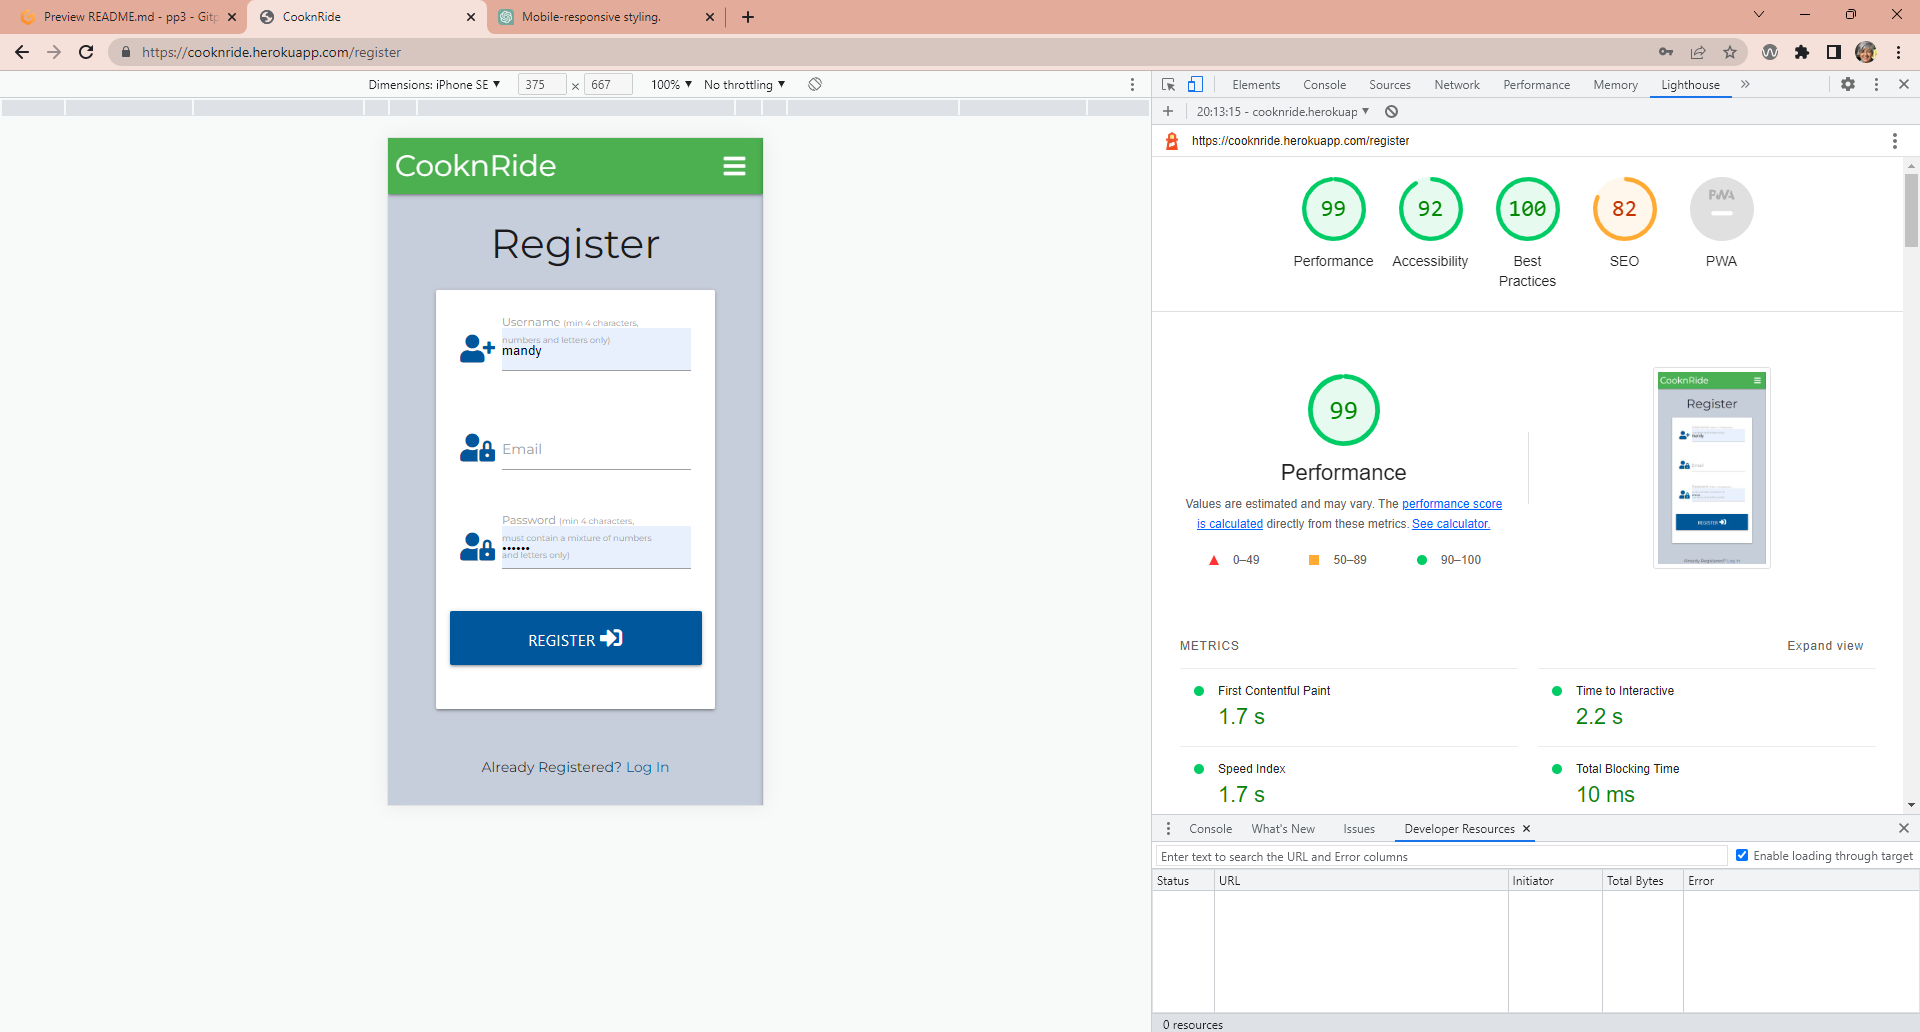 Preview README.md - pp3 - Gitp
CooknRide
Mobile-responsive styling.
https://cooknride.herokuapp.com/register
Dimensions: iPhone SE
375 x 667
100%
No throttling
Elements Console Sources Network Performance Memory Lighthouse
20:13:15 - cooknride.herokuap
https://cooknride.herokuapp.com/register
CooknRide
Register
Username (min 4 characters,
numbers and letters only)
mandy
Email
Password (min 4 characters,
must contain a mixture of numbers
and letters only)
REGISTER
Already Registered? Log In
99 92 100 82 PWA
Performance Accessibility Best Practices SEO PWA
99
Performance
Values are estimated and may vary. The performance score
is calculated directly from these metrics. See calculator.
0–49 50–89 90–100
CooknRide
Register
REGISTER
Already Registered? Log In
METRICS
Expand view
First Contentful Paint
1.7 s
Time to Interactive
2.2 s
Speed Index
1.7 s
Total Blocking Time
10 ms
Console What's New Issues Developer Resources
Enter text to search the URL and Error columns
Enable loading through target
Status URL Initiator Total Bytes Error
0 resources